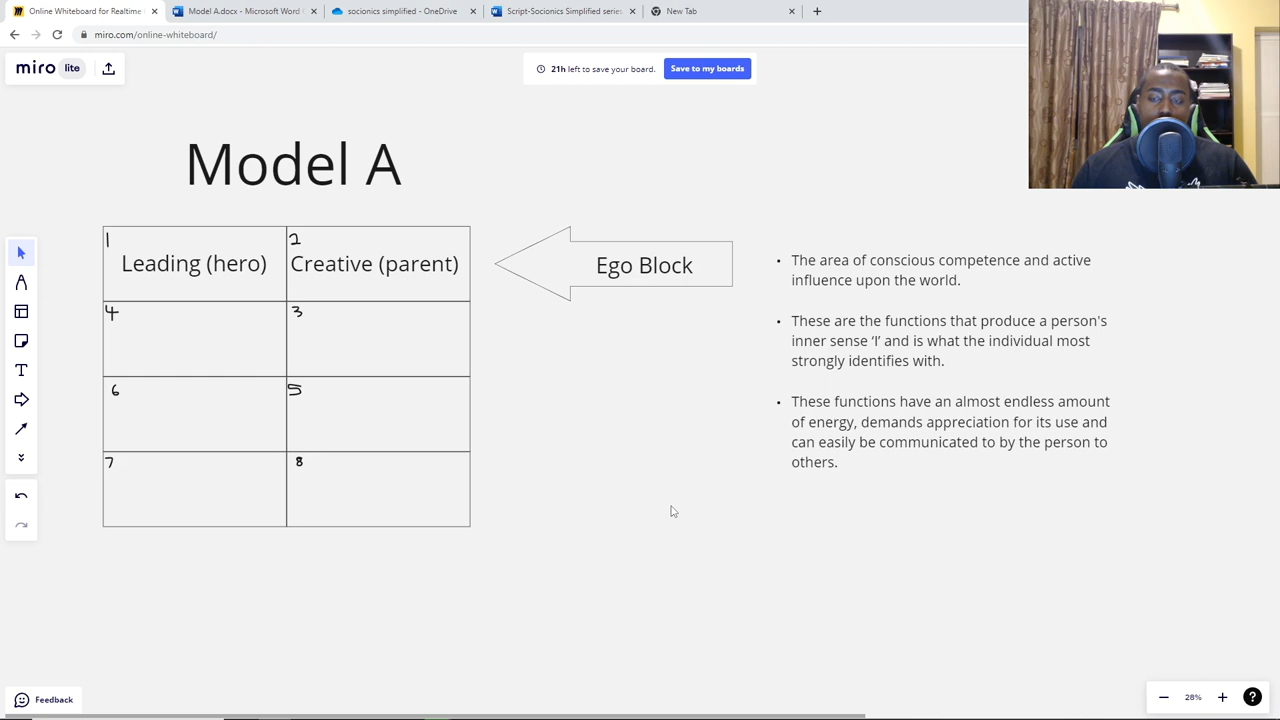 Online Whiteboard for Realtime
Model A.docx - Microsoft Word
socionics simplified - OneDrive
Script-Socionics Simplified series
New Tab
miro.com/online-whiteboard/
miro lite
21h left to save your board.
Save to my boards
Model A
1
2
Leading (hero)
Creative (parent)
Ego Block
4
3
6
5
7
8
• The area of conscious competence and active
influence upon the world.
• These are the functions that produce a person's
inner sense ‘I’ and is what the individual most
strongly identifies with.
• These functions have an almost endless amount
of energy, demands appreciation for its use and
can easily be communicated to by the person to
others.
Feedback
28%